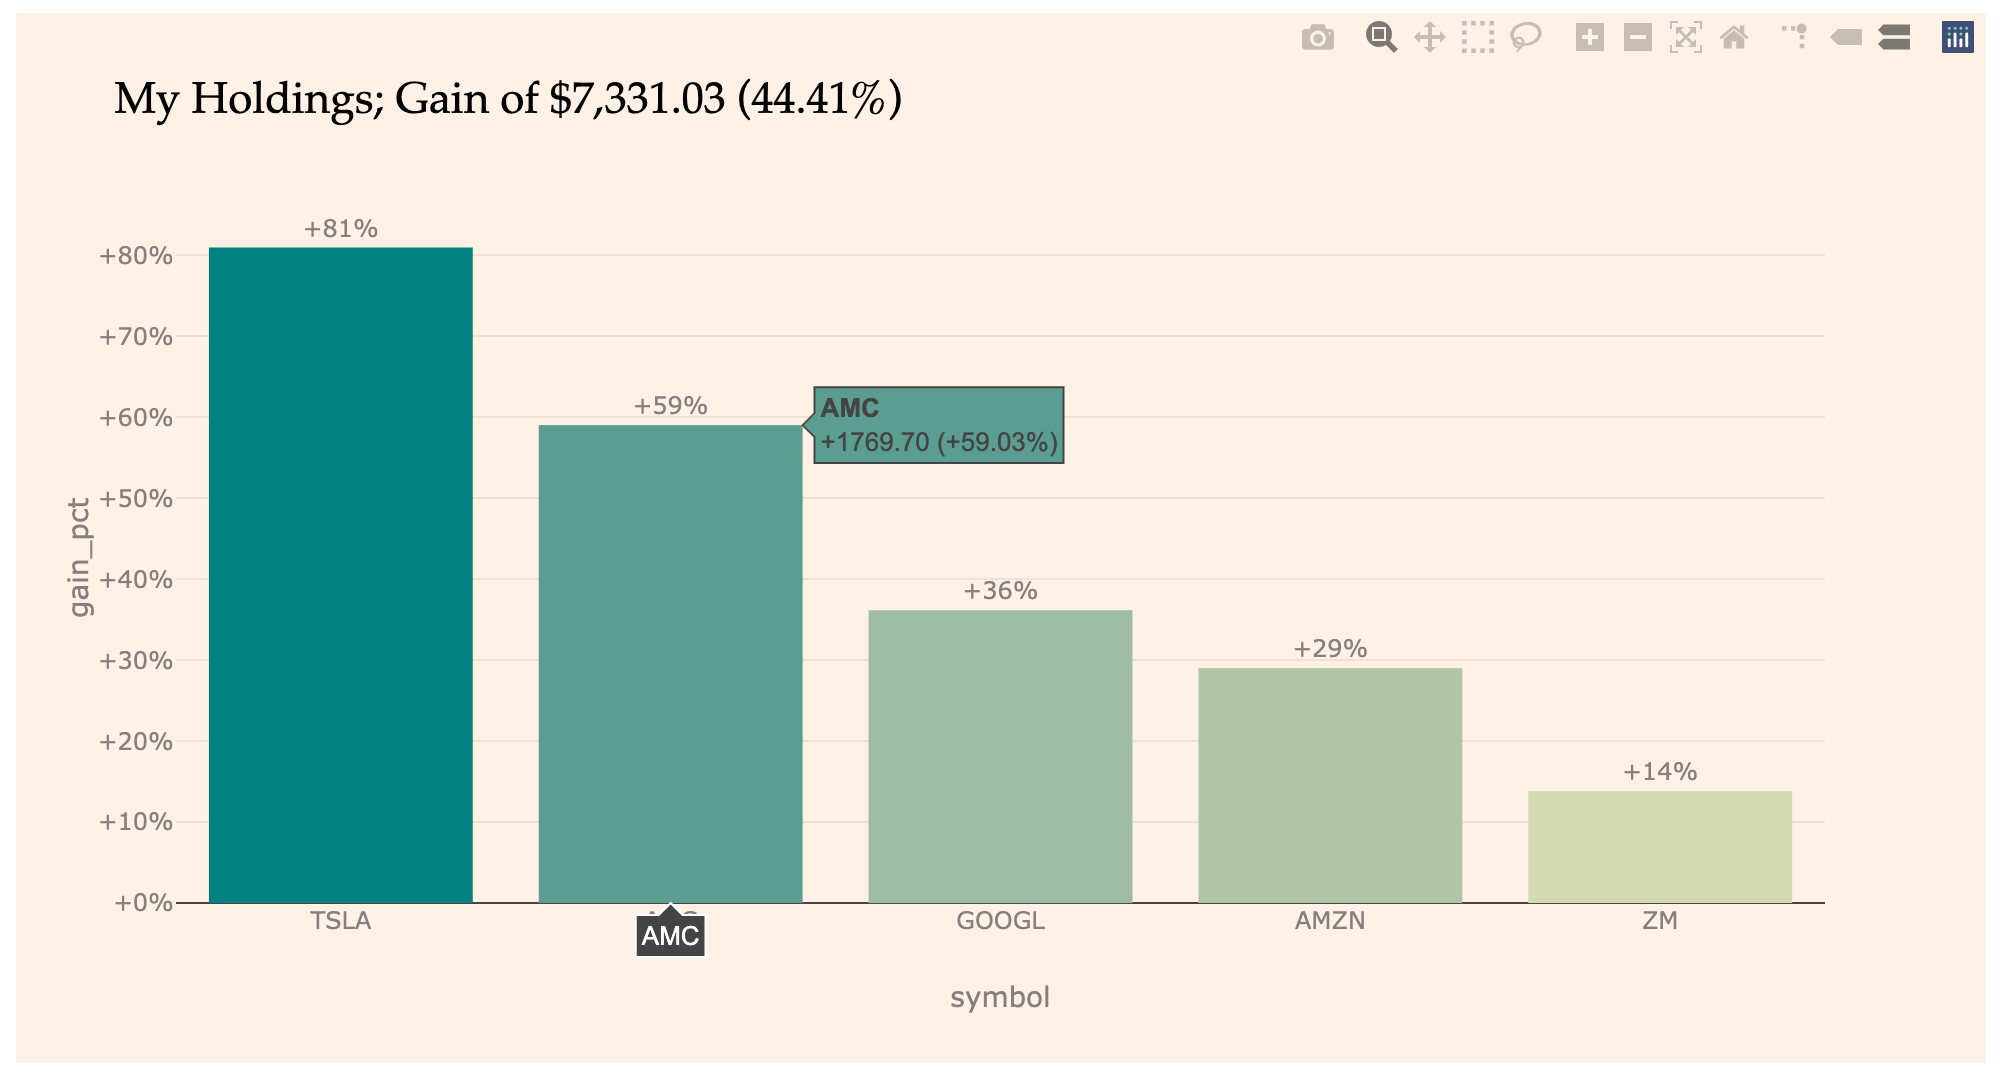 My Holdings; Gain of $7,331.03 (44.41%)
+81%
+80%
+70%
+59%
AMC
+1769.70 (+59.03%)
+60%
+50%
gain_pct
+40%
+36%
+30%
+29%
+20%
+14%
+10%
+0%
TSLA
AMC
GOOGL
AMZN
ZM
symbol